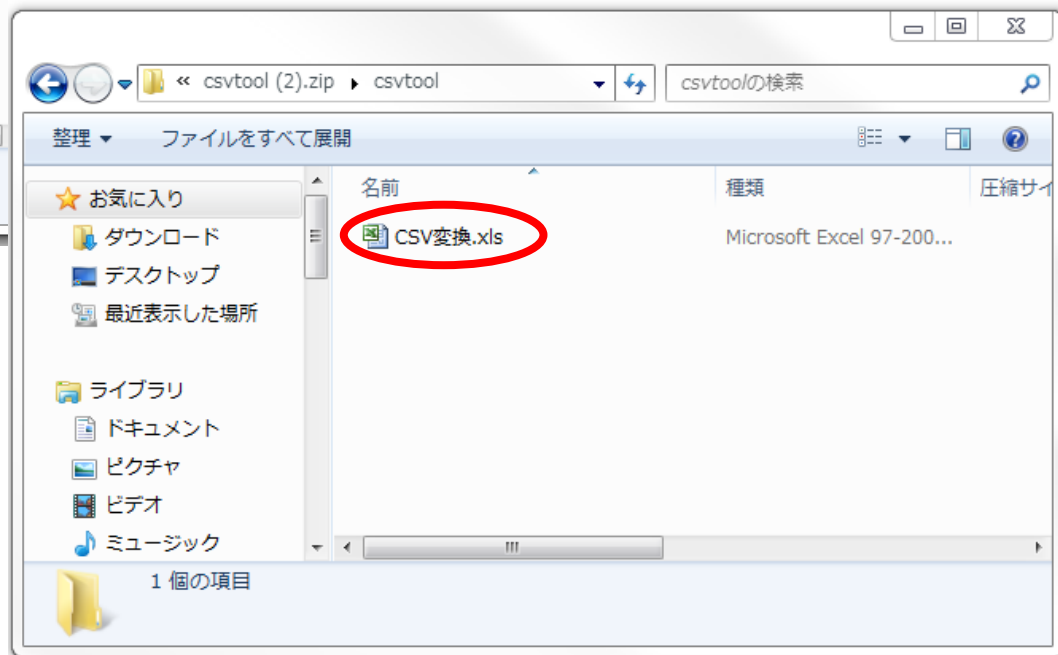 « csvtool (2).zip ▸ csvtool
csvtoolの検索
整理
ファイルをすべて展開
名前
種類
圧縮サイ
お気に入り
ダウンロード
デスクトップ
最近表示した場所
CSV変換.xls
Microsoft Excel 97-200...
ライブラリ
ドキュメント
ピクチャ
ビデオ
ミュージック
1 個の項目